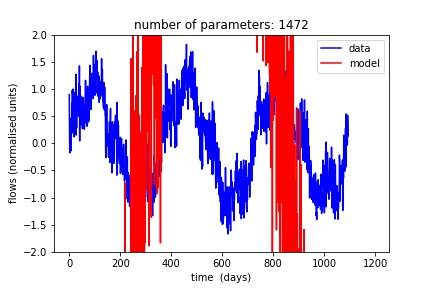 number of parameters: 1472
2.0
1.5
1.0
0.5
0.0
−0.5
−1.0
−1.5
−2.0
flows (normalised units)
data
model
0 200 400 600 800 1000 1200
time (days)